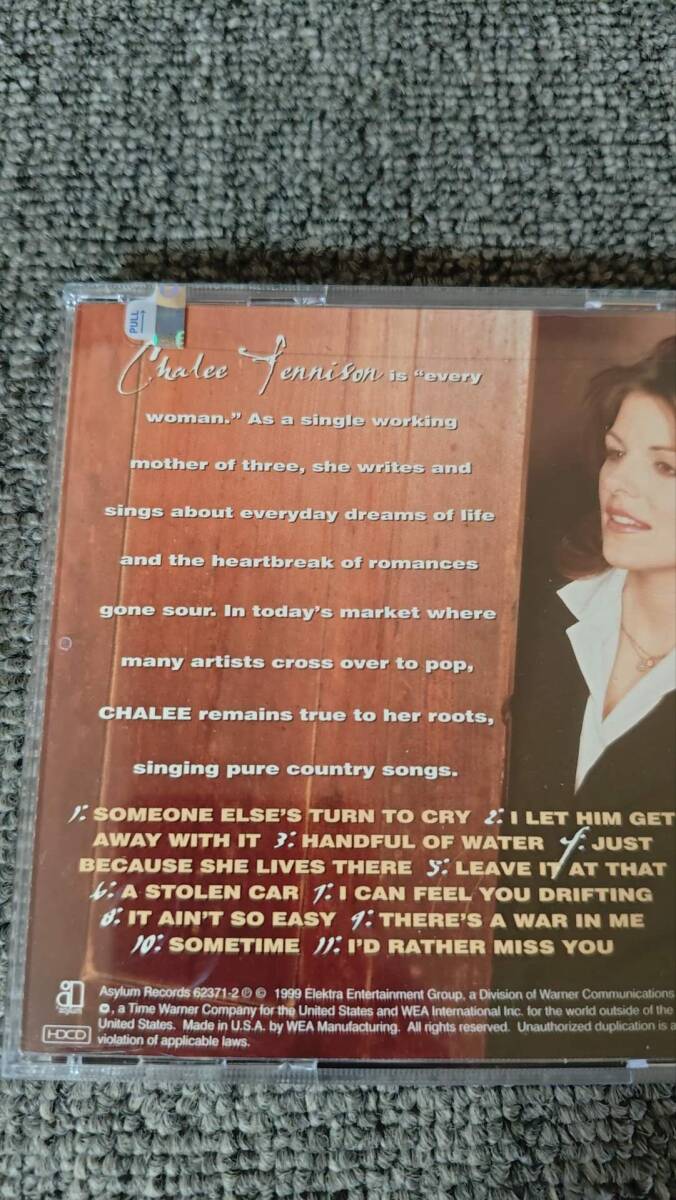 PULL
Chalee Tennison is "every
woman." As a single working
mother of three, she writes and
sings about everyday dreams of life
and the heartbreak of romances
gone sour. In today's market where
many artists cross over to pop,
CHALEE remains true to her roots,
singing pure country songs.
1: SOMEONE ELSE'S TURN TO CRY 2: I LET HIM GET
AWAY WITH IT 3: HANDFUL OF WATER 4: JUST
BECAUSE SHE LIVES THERE 5: LEAVE IT AT THAT
6: A STOLEN CAR 7: I CAN FEEL YOU DRIFTING
8: IT AIN'T SO EASY 9: THERE'S A WAR IN ME
10: SOMETIME 11: I'D RATHER MISS YOU
Asylum Records 62371-2 ℗ © 1999 Elektra Entertainment Group, a Division of Warner Communications
, a Time Warner Company for the United States and WEA International Inc. for the world outside of the
United States. Made in U.S.A. by WEA Manufacturing. All rights reserved. Unauthorized duplication is a
violation of applicable laws.
asylum
HDCD